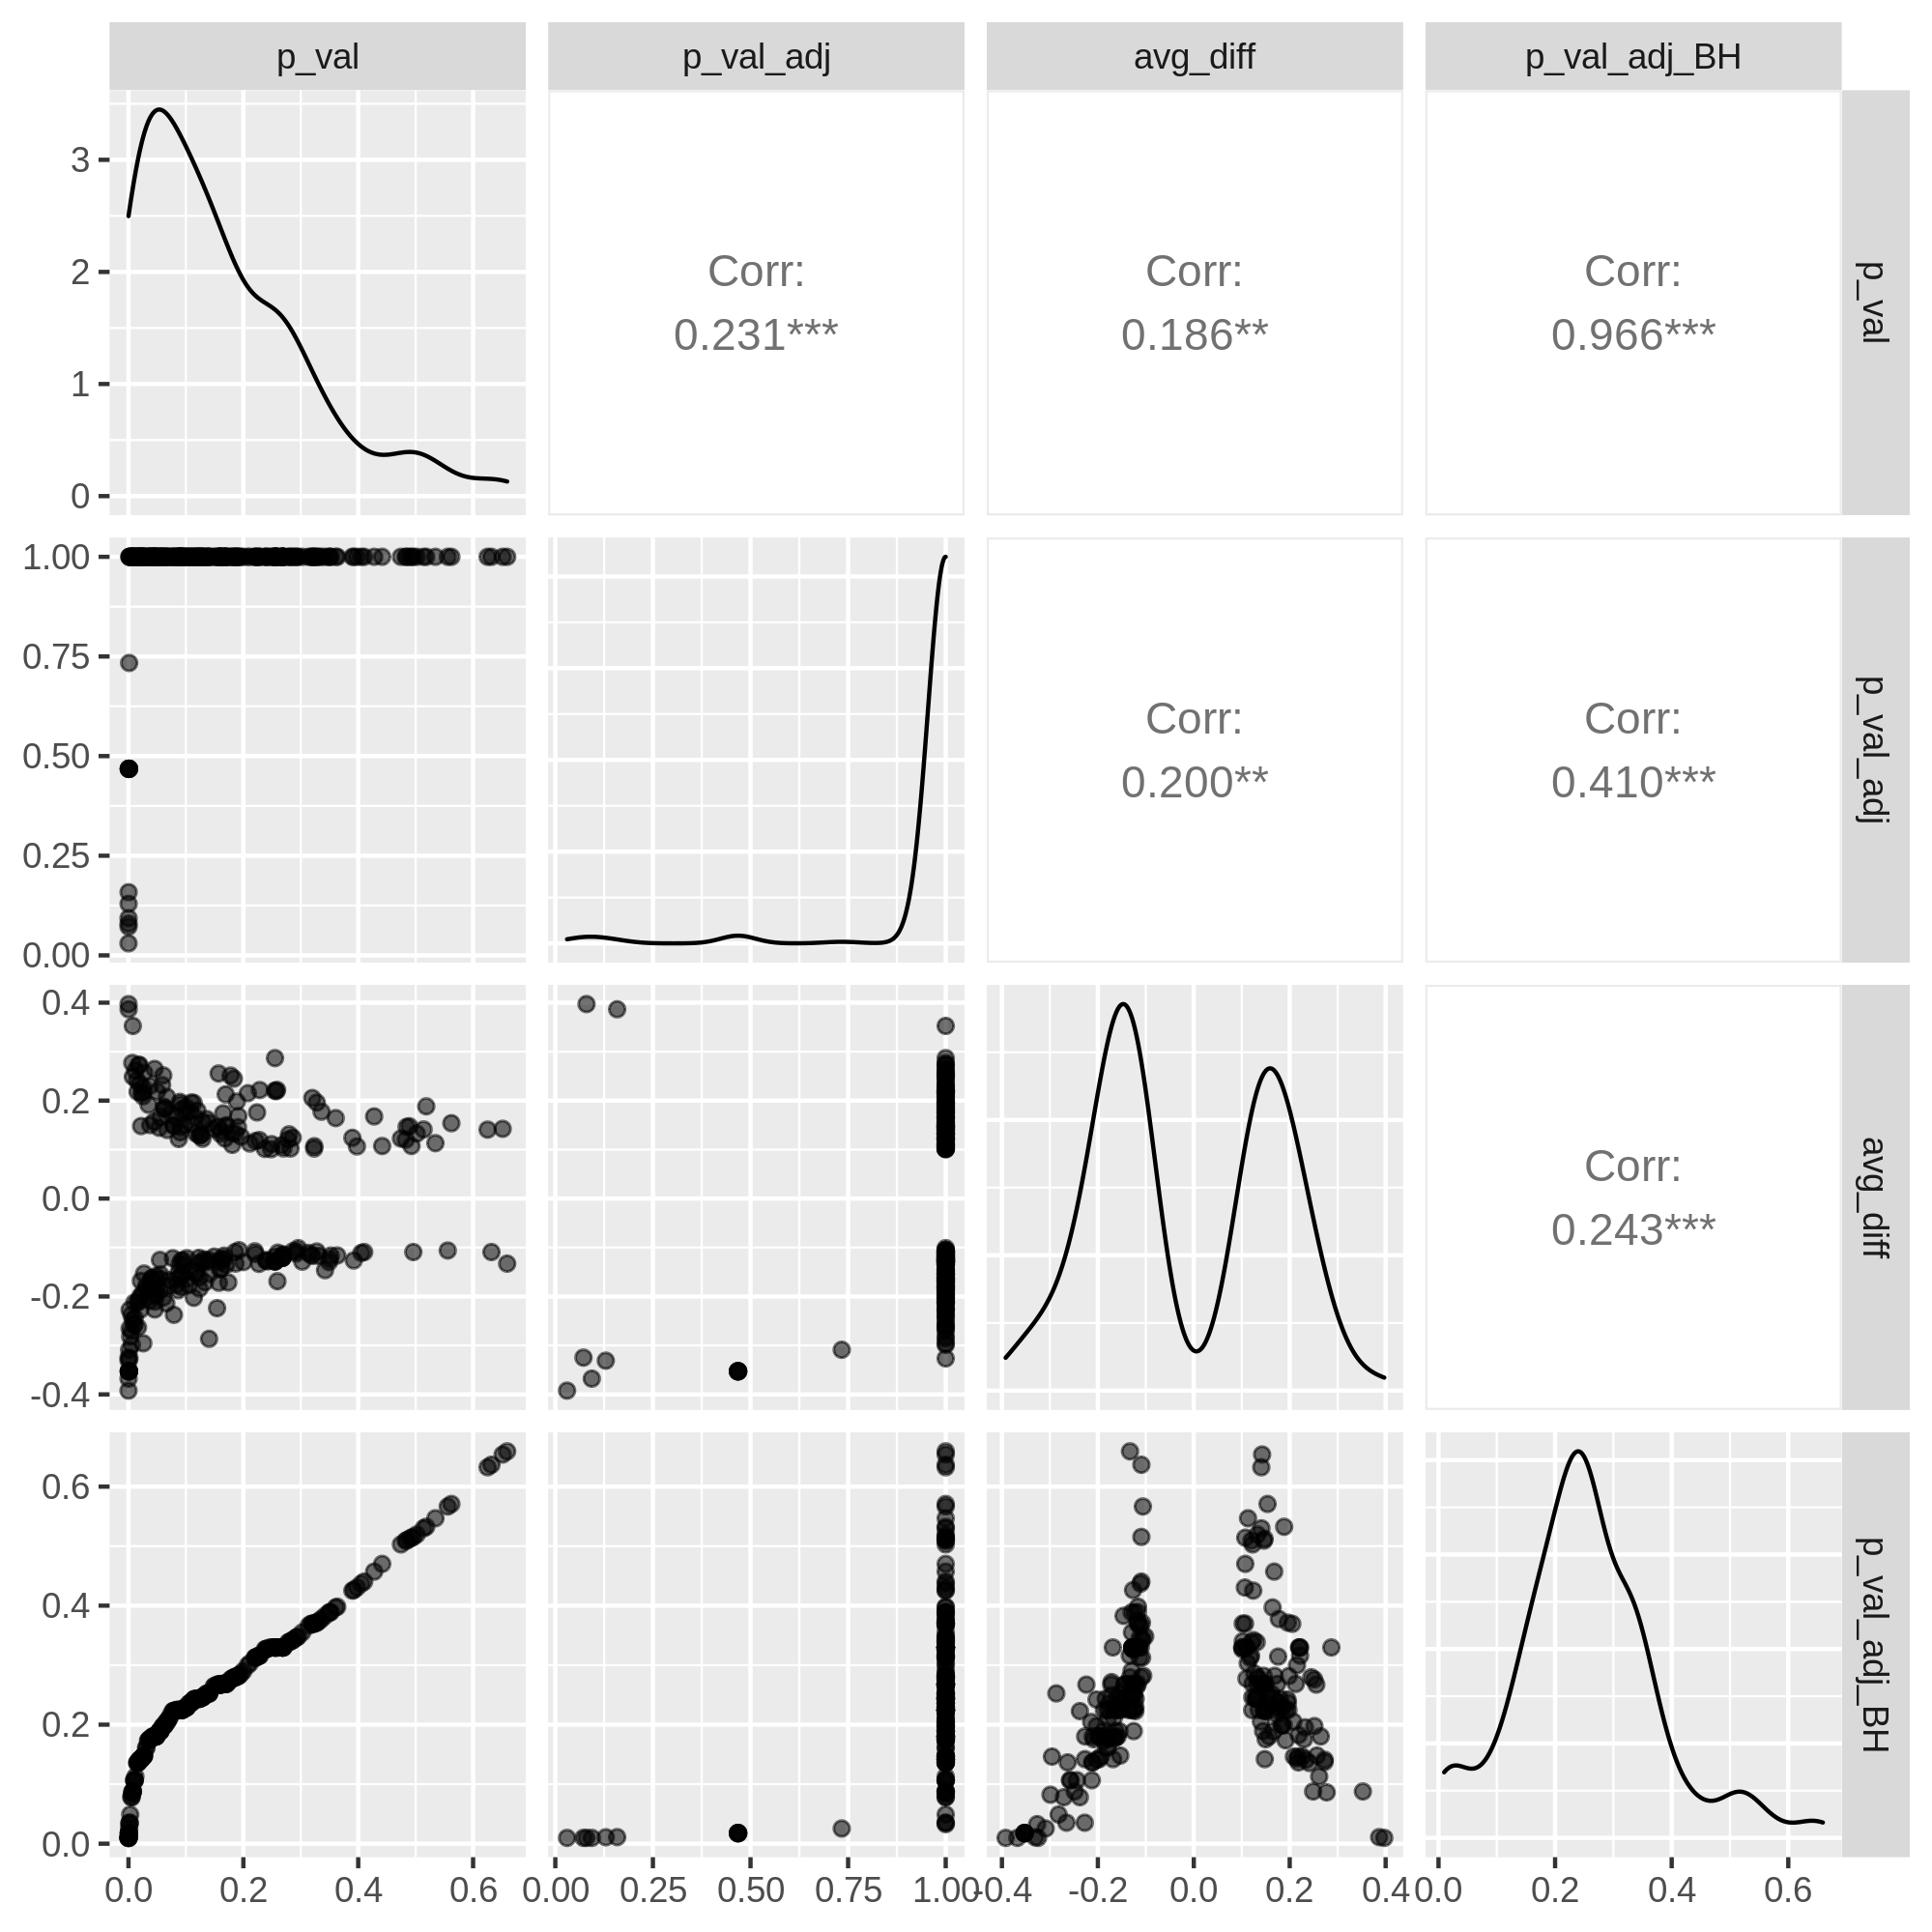 p_val
p_val_adj
avg_diff
p_val_adj_BH
3
2
1
0
Corr:
0.231***
Corr:
0.186**
Corr:
0.966***
p_val
1.00
0.75
0.50
0.25
0.00
Corr:
0.200**
Corr:
0.410***
p_val_adj
0.4
0.2
0.0
-0.2
-0.4
Corr:
0.243***
avg_diff
0.6
0.4
0.2
0.0
p_val_adj_BH
0.0 0.2 0.4 0.6
0.00 0.25 0.50 0.75 1.00
-0.4 -0.2 0.0 0.2 0.4
0.0 0.2 0.4 0.6